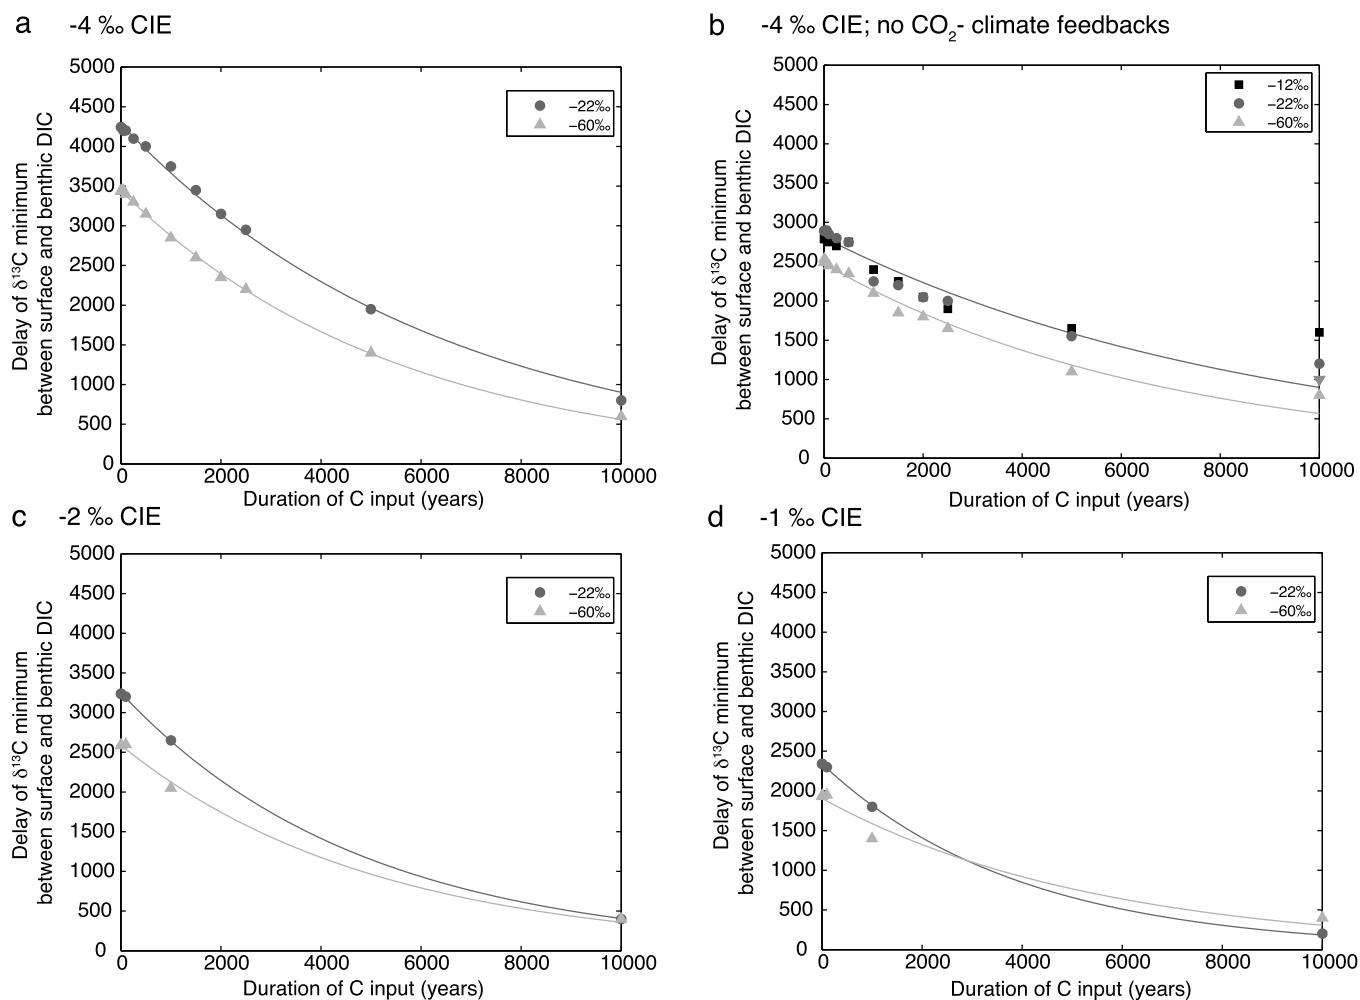 a -4 ‰ CIE
5000
4500
4000
3500
3000
2500
2000
1500
1000
500
0
0 2000 4000 6000 8000 10000
Duration of C input (years)
Delay of δ13C minimum
between surface and benthic DIC
−22‰
−60‰
b -4 ‰ CIE; no CO2- climate feedbacks
5000
4500
4000
3500
3000
2500
2000
1500
1000
500
0
0 2000 4000 6000 8000 10000
Duration of C input (years)
Delay of δ13C minimum
between surface and benthic DIC
−12‰
−22‰
−60‰
c -2 ‰ CIE
5000
4500
4000
3500
3000
2500
2000
1500
1000
500
0
0 2000 4000 6000 8000 10000
Duration of C input (years)
Delay of δ13C minimum
between surface and benthic DIC
−22‰
−60‰
d -1 ‰ CIE
5000
4500
4000
3500
3000
2500
2000
1500
1000
500
0
0 2000 4000 6000 8000 10000
Duration of C input (years)
Delay of δ13C minimum
between surface and benthic DIC
−22‰
−60‰